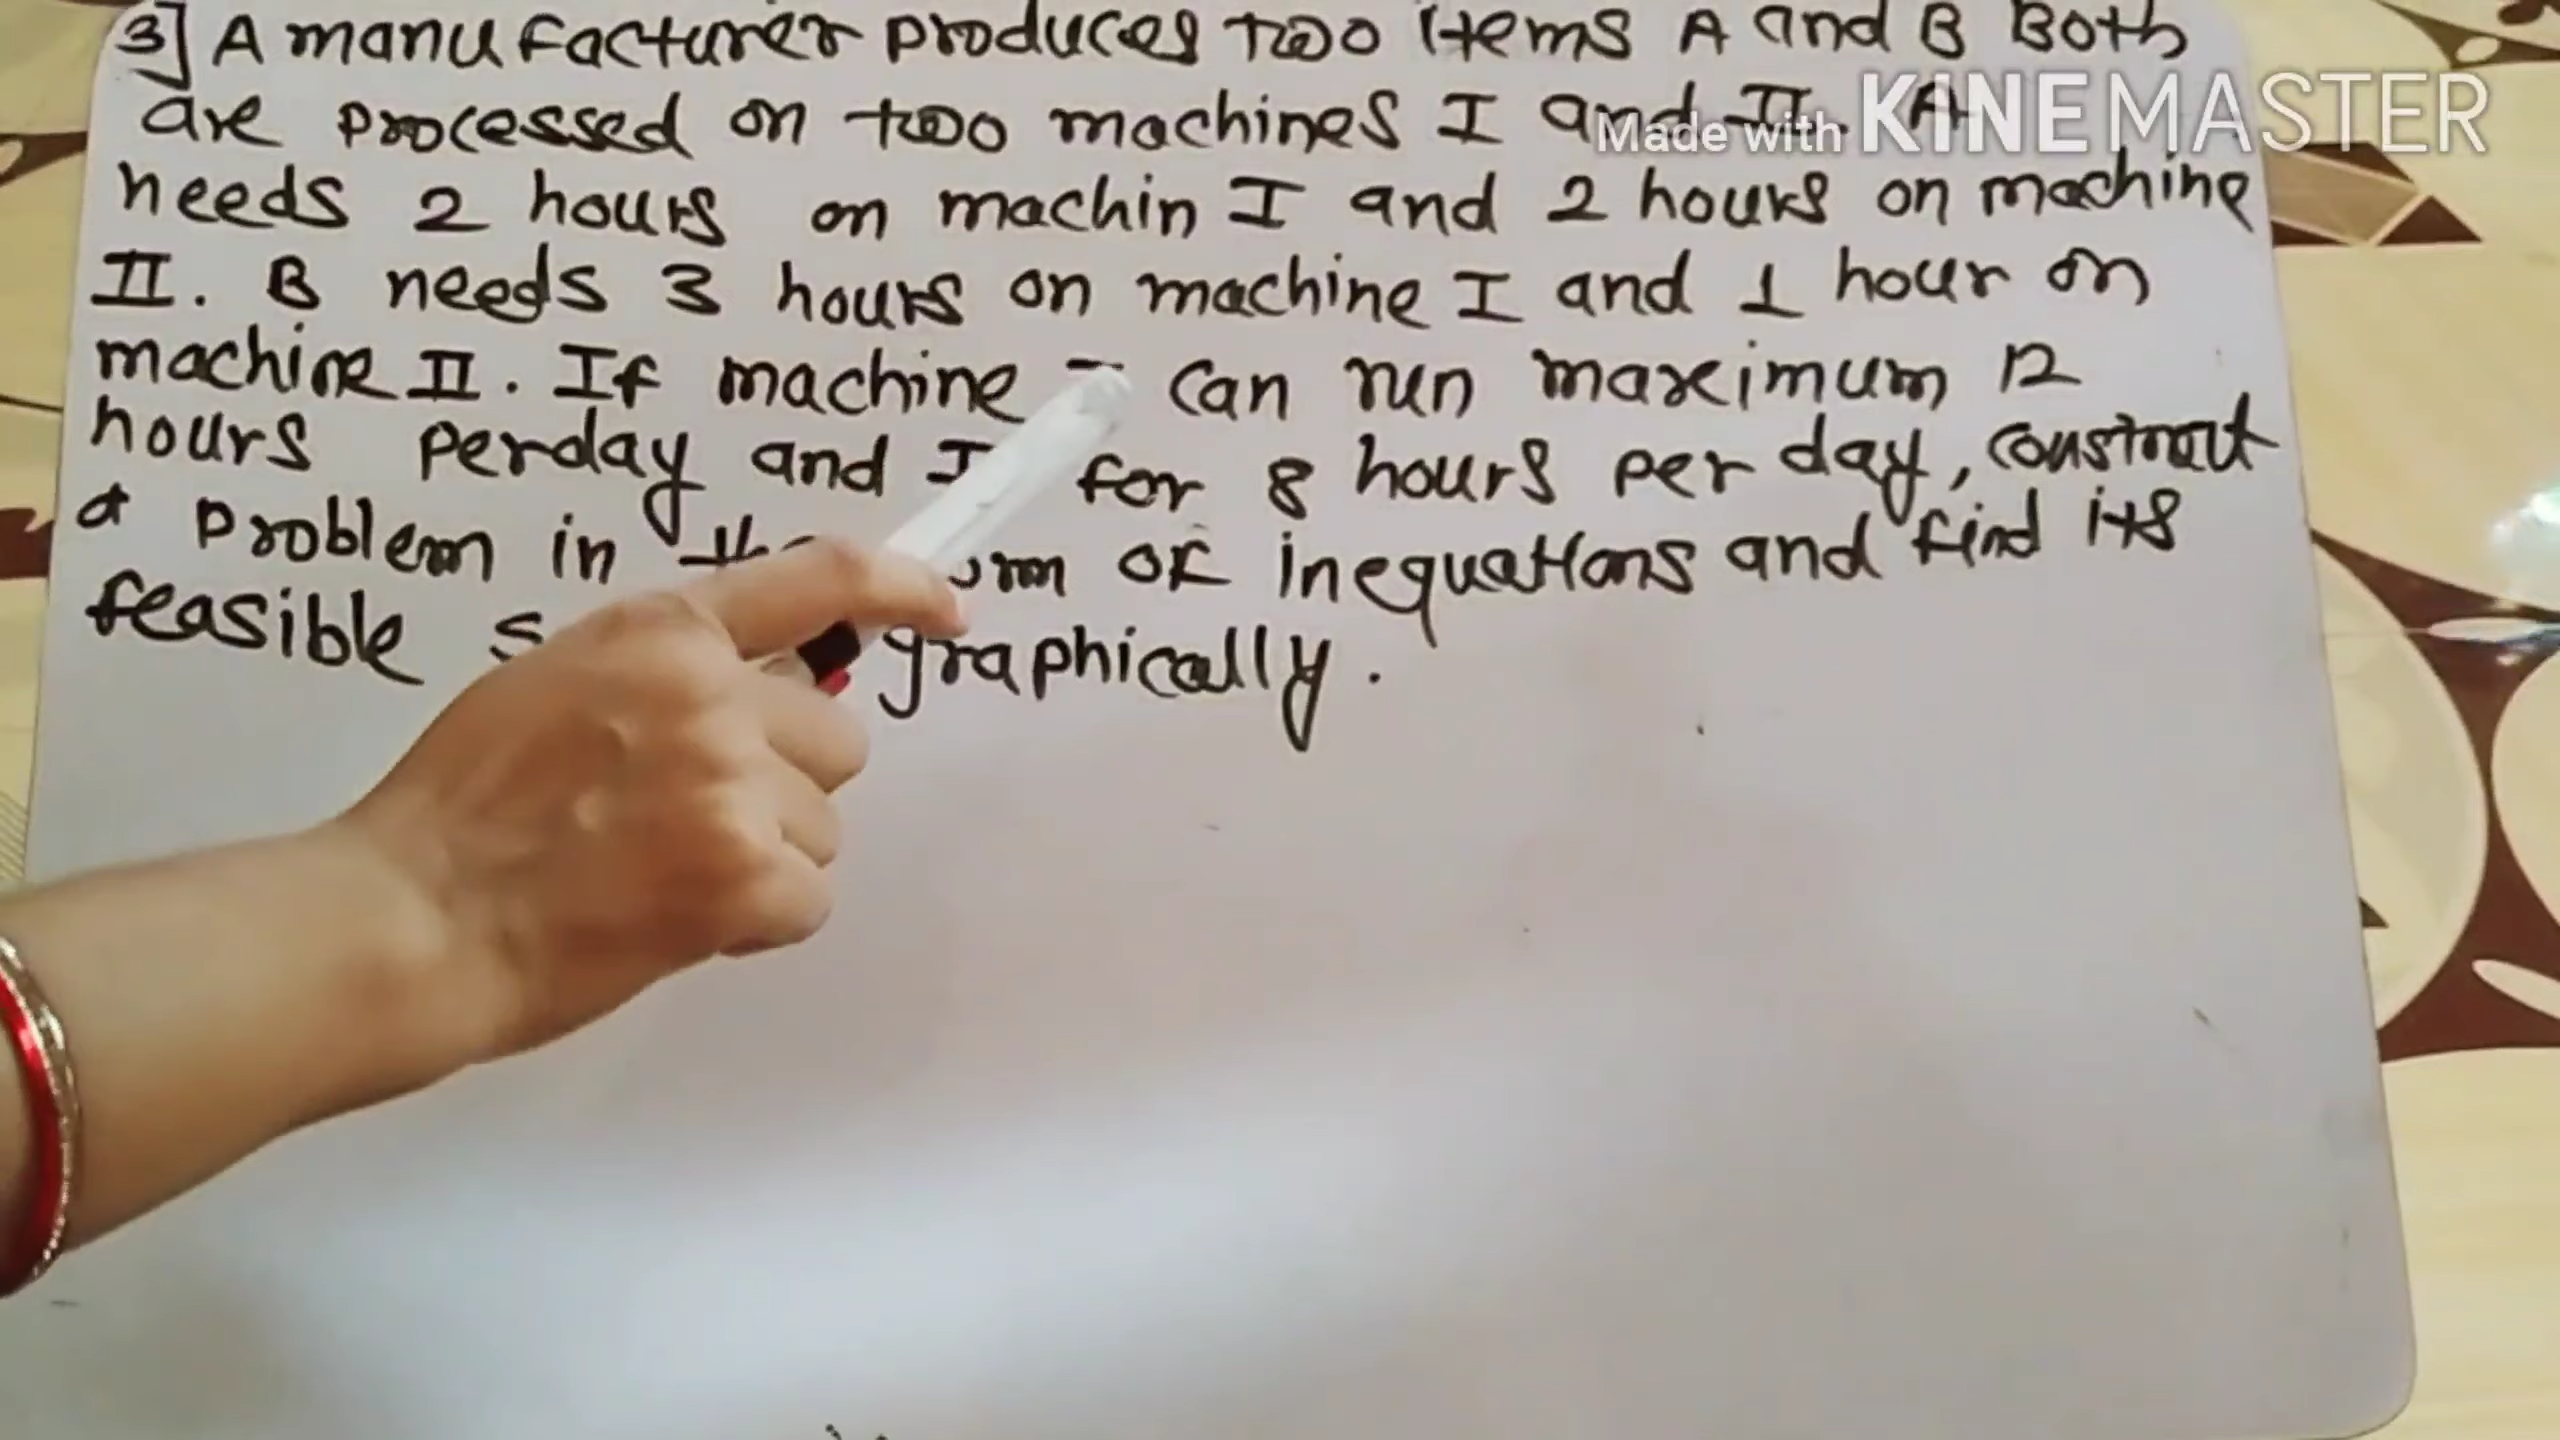 3] A manufacturer produces two items A and B Both
are processed on two machines I and II. A
Made with KINEMASTER
needs 2 hours on machin I and 2 hours on machine
II. B needs 3 hours on machine I and 1 hour on
machine II. If machine can run maximum 12
hours perday and for 8 hours per day, construct
a problem in of inequations and find its
feasible graphically.